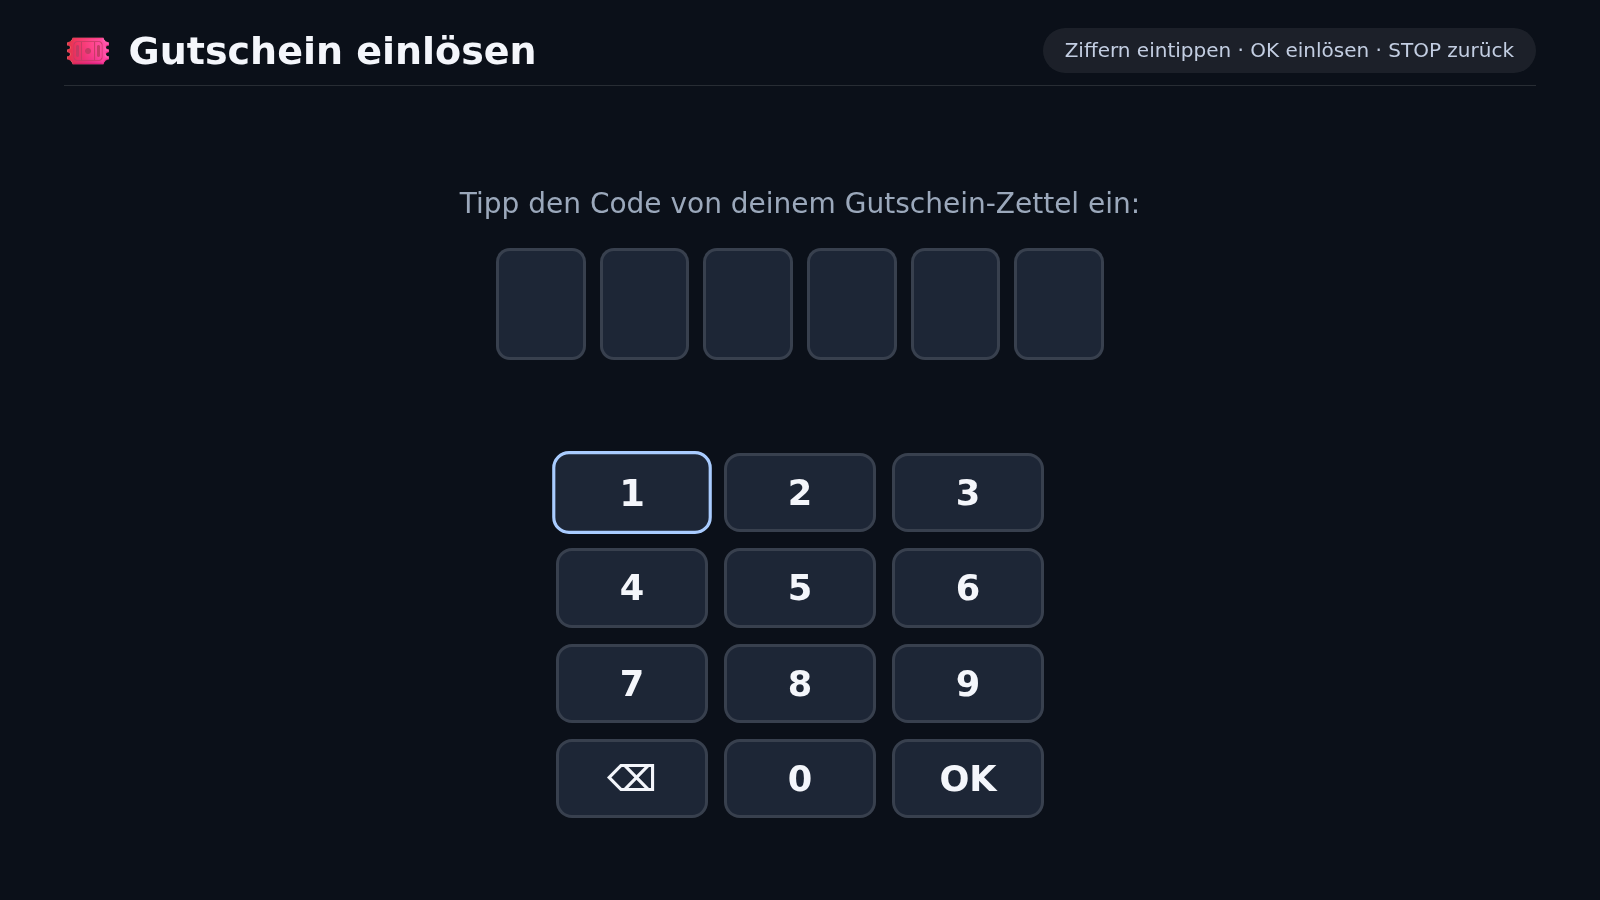 Gutschein einlösen
Ziffern eintippen · OK einlösen · STOP zurück
Tipp den Code von deinem Gutschein-Zettel ein:
1 2 3
4 5 6
7 8 9
⌫ 0 OK